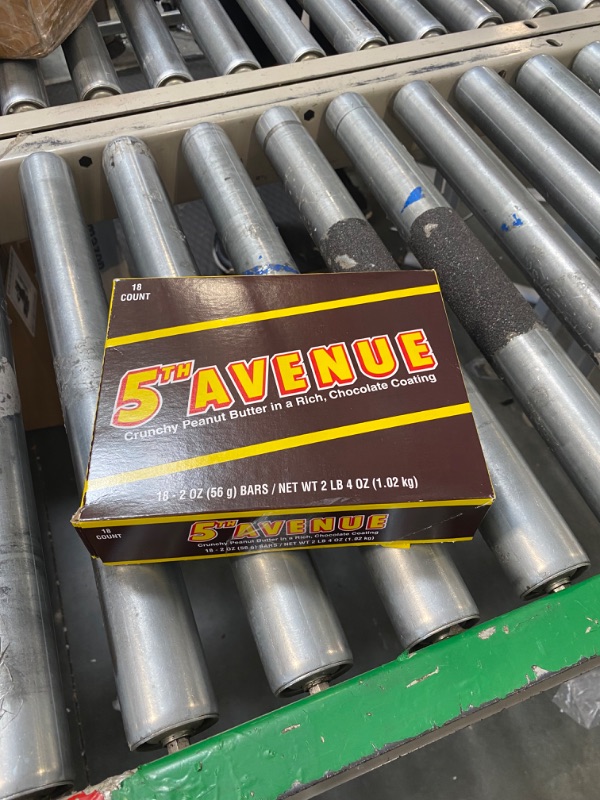 18
COUNT
5TH AVENUE
Crunchy Peanut Butter in a Rich, Chocolate Coating
18 - 2 OZ (56 g) BARS / NET WT 2 LB 4 OZ (1.02 kg)
18
COUNT
5TH AVENUE
Crunchy Peanut Butter in a Rich, Chocolate Coating
18 - 2 OZ (56 g) BARS / NET WT 2 LB 4 OZ (1.02 kg)